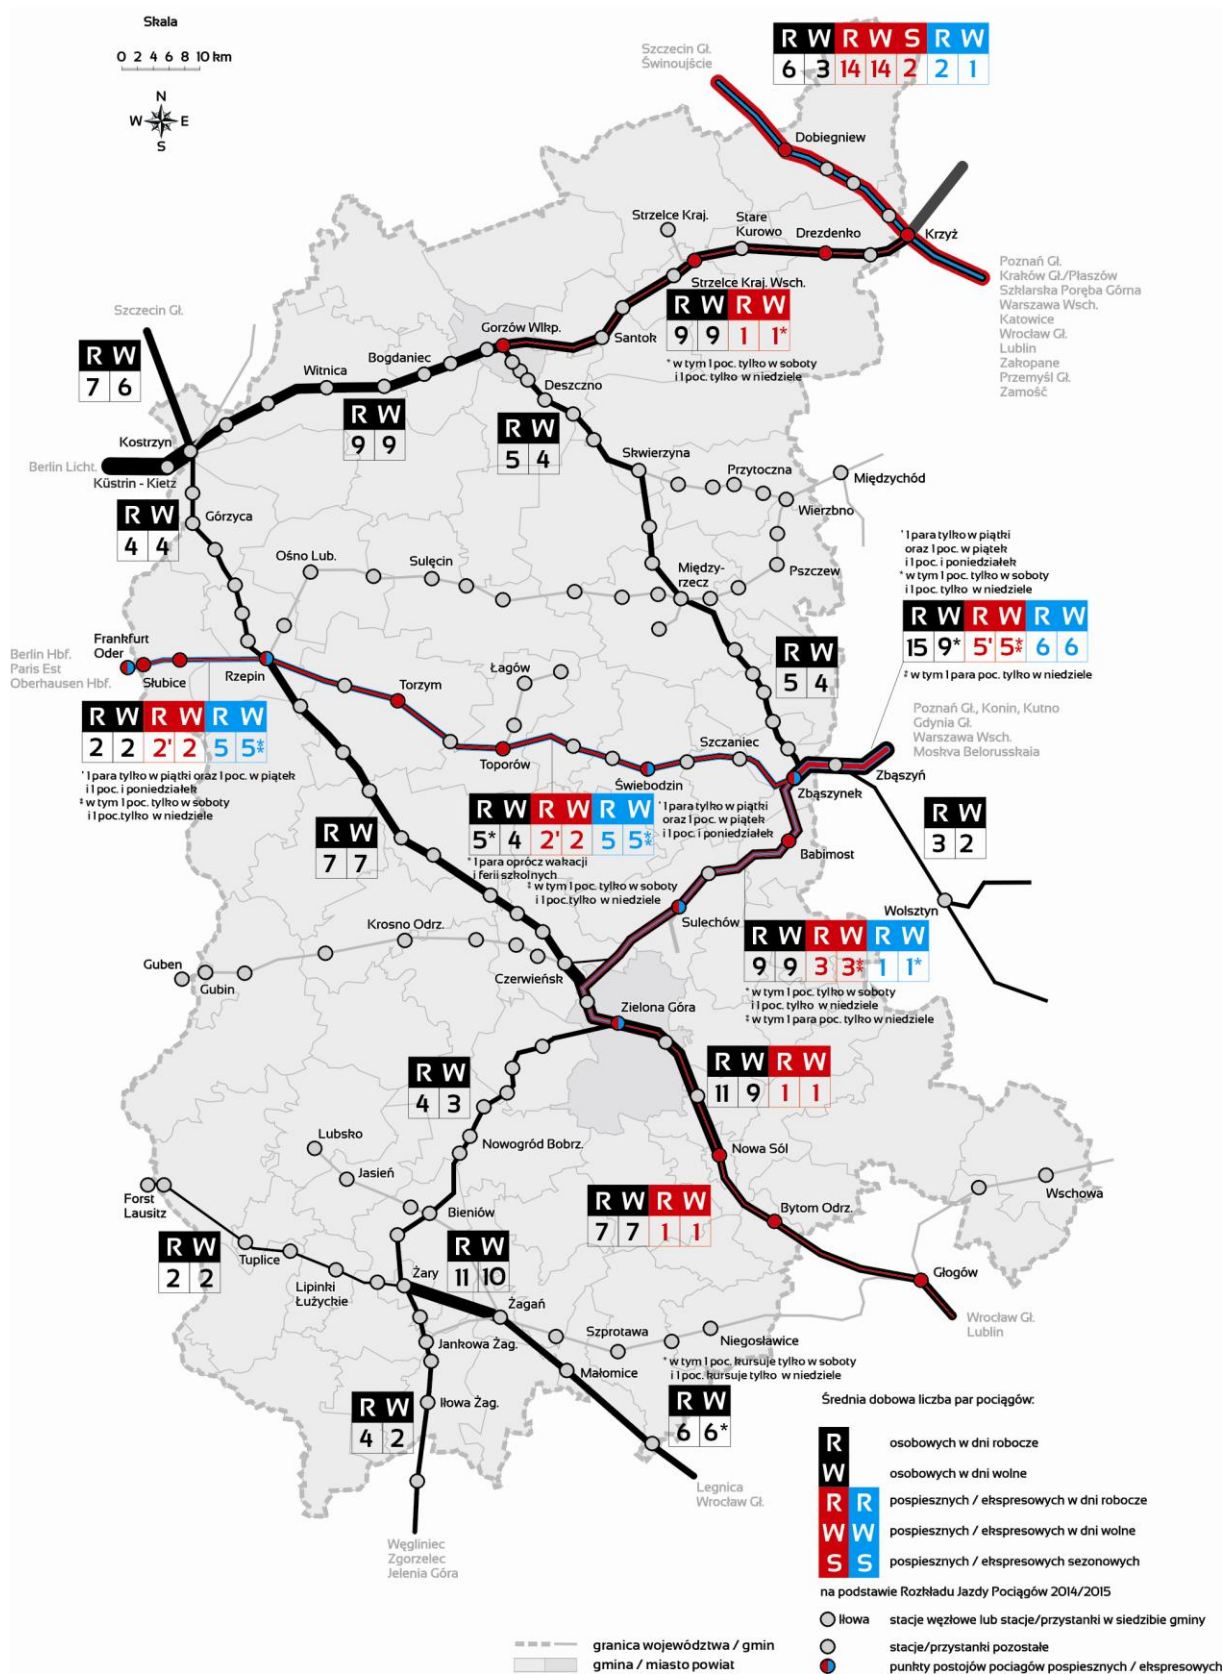 Skala
0 2 4 6 8 10 km
N
W E
S
Szczecin Gł.
Świnoujście
R W R W S R W
6 3 14 14 2 2 1
Dobiegniew
Strzelce Kraj.
Stare
Kurowo
Drezdenko
Krzyż
Strzelce Kraj. Wsch.
Poznań Gł.
Kraków Gł./Płaszów
Szklarska Poręba Górna
Warszawa Wsch.
Katowice
Wrocław Gł.
Lublin
Zakopane
Przemyśl Gł.
Zamość
R W R W
9 9 1 1*
* w tym 1 poc. tylko w soboty
i 1 poc. tylko w niedziele
Szczecin Gł.
Gorzów Wlkp.
Santok
Bogdaniec
Witnica
Deszczno
R W
7 6
R W
9 9
R W
5 4
Kostrzyn
Berlin Licht.
Küstrin - Kietz
Skwierzyna
Przytoczna
Międzychód
Wierzbno
R W
4 4
Górzyca
Ośno Lub.
Sulęcin
Między-
rzecz
Pszczew
' 1 para tylko w piątki
oraz 1 poc. w piątek
i 1 poc. i poniedziałek
* w tym 1 poc. tylko w soboty
i 1 poc. tylko w niedziele
R W R W R W
15 9* 5' 5⁑ 6 6
‡ w tym 1 para poc. tylko w niedziele
Frankfurt
Oder
Berlin Hbf.
Paris Est
Oberhausen Hbf.
Słubice
Rzepin
Łagów
Torzym
R W
5 4
Poznań Gł., Konin, Kutno
Gdynia Gł.
Warszawa Wsch.
Moskva Belorusskaia
R W R W R W
2 2 2' 2 5 5⁑
' 1 para tylko w piątki oraz 1 poc. w piątek
i 1 poc. i poniedziałek
‡ w tym 1 poc. tylko w soboty
i 1 poc.tylko w niedziele
Toporów
Szczaniec
Świebodzin
Zbąszynek
Zbąszyń
R W R W R W
5* 4 2' 2 5 5⁑
' 1 para tylko w piątki
oraz 1 poc. w piątek
i 1 poc. i poniedziałek
* 1 para oprócz wakacji
i ferii szkolnych
‡ w tym 1 poc. tylko w soboty
i 1 poc.tylko w niedziele
R W
7 7
Babimost
R W
3 2
Wolsztyn
Sulechów
Krosno Odrz.
Guben
Gubin
Czerwieńsk
R W R W R W
9 9 3 3⁑ 1 1*
* w tym 1 poc. tylko w soboty
i 1 poc. tylko w niedziele
‡ w tym 1 para poc. tylko w niedziele
Zielona Góra
R W
4 3
R W R W
11 9 1 1
Lubsko
Jasień
Nowogród Bobrz.
Nowa Sól
Forst
Lausitz
Bieniów
R W R W
7 7 1 1
Bytom Odrz.
Wschowa
Tuplice
R W
2 2
R W
11 10
Lipinki
Łużyckie
Żary
Żagań
Głogów
Wrocław Gł.
Lublin
Jankowa Żag.
Szprotawa
Niegosławice
Małomice
* w tym 1 poc. kursuje tylko w soboty
i 1 poc. kursuje tylko w niedziele
R W
6 6*
R W
4 2
Iłowa Żag.
Legnica
Wrocław Gł.
Węgliniec
Zgorzelec
Jelenia Góra
Średnia dobowa liczba par pociągów:
R osobowych w dni robocze
W osobowych w dni wolne
R R pospiesznych / ekspresowych w dni robocze
W W pospiesznych / ekspresowych w dni wolne
S S pospiesznych / ekspresowych sezonowych
na podstawie Rozkładu Jazdy Pociągów 2014/2015
Iłowa stacje węzłowe lub stacje/przystanki w siedzibie gminy
stacje/przystanki pozostałe
punkty postojów pociągów pospiesznych / ekspresowych
granica województwa / gmin
gmina / miasto powiat